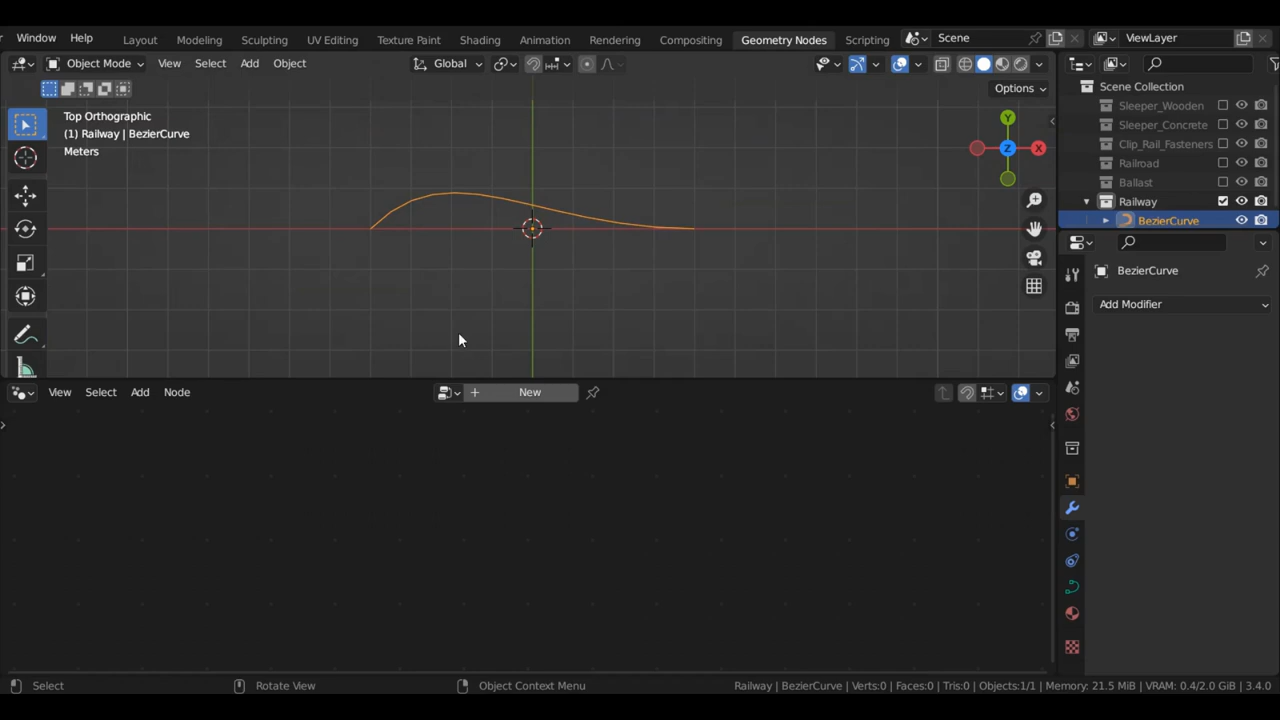 Window Help Layout Modeling Sculpting UV Editing Texture Paint Shading Animation Rendering Compositing Geometry Nodes Scripting Scene ViewLayer
Object Mode View Select Add Object Global
Options
Top Orthographic
(1) Railway | BezierCurve
Meters
Y
Z
X
Scene Collection
Sleeper_Wooden
Sleeper_Concrete
Clip_Rail_Fasteners
Railroad
Ballast
Railway
BezierCurve
BezierCurve
Add Modifier
View Select Add Node New
Select Rotate View Object Context Menu Railway | BezierCurve | Verts:0 | Faces:0 | Tris:0 | Objects:1/1 | Memory: 21.5 MiB | VRAM: 0.4/2.0 GiB | 3.4.0